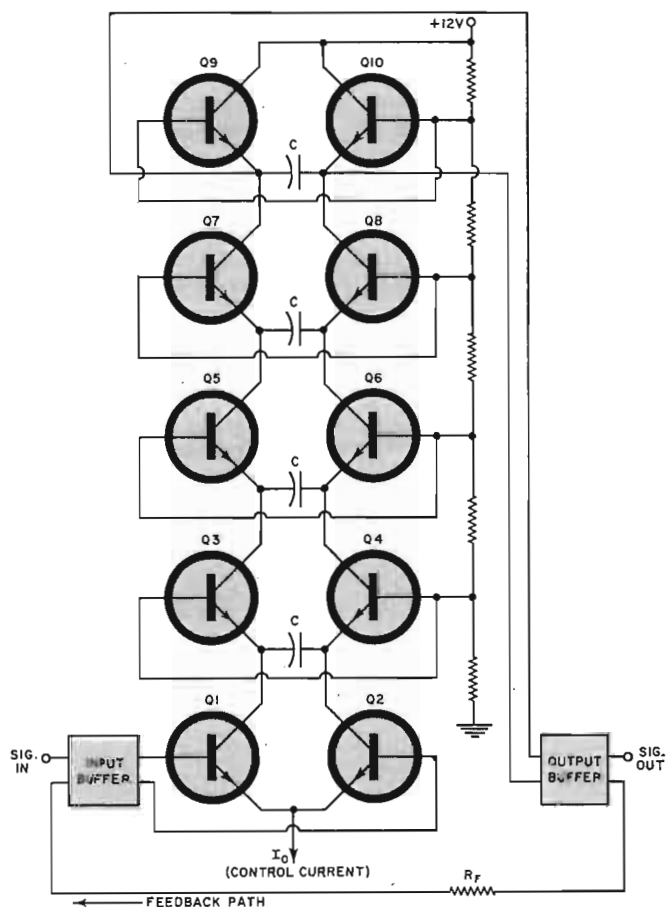 +12V
Q9
Q10
C
Q7
Q8
C
Q5
Q6
C
Q3
Q4
C
Q1
Q2
SIG.
IN
INPUT
BUFFER
OUTPUT
BUFFER
SIG.
OUT
I₀
(CONTROL CURRENT)
R_F
FEEDBACK PATH